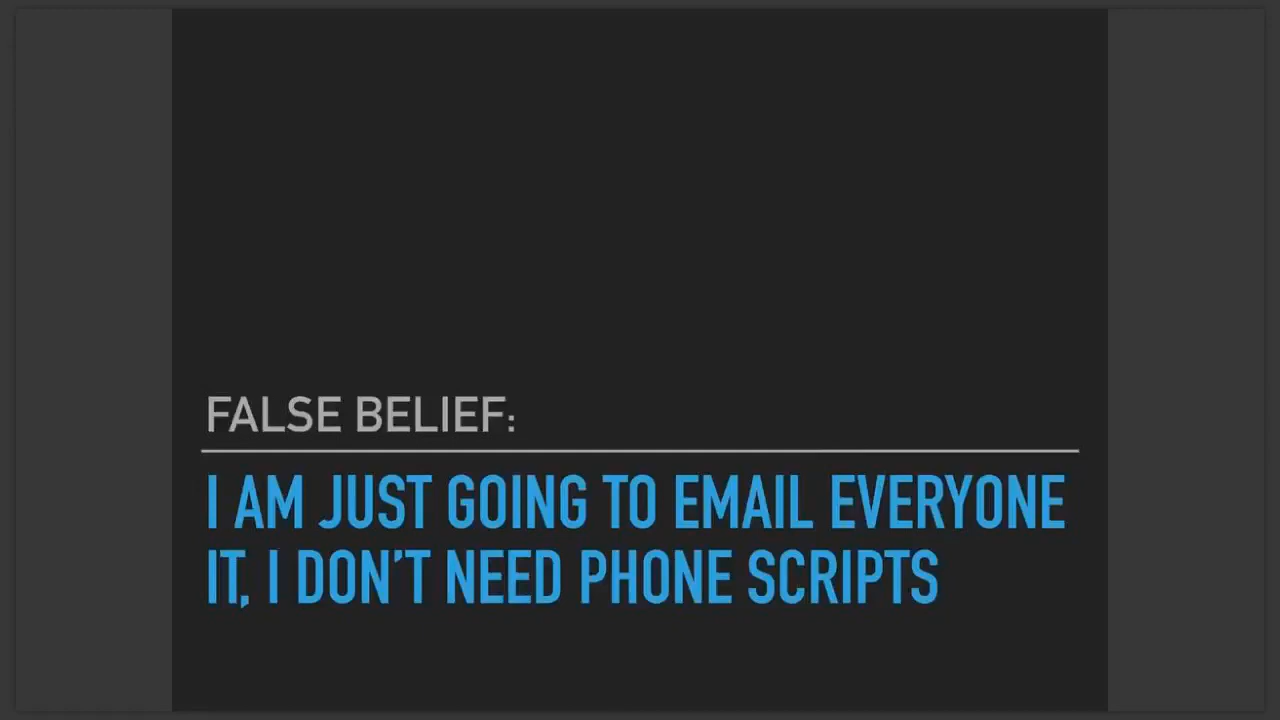 FALSE BELIEF:
I AM JUST GOING TO EMAIL EVERYONE
IT, I DON’T NEED PHONE SCRIPTS